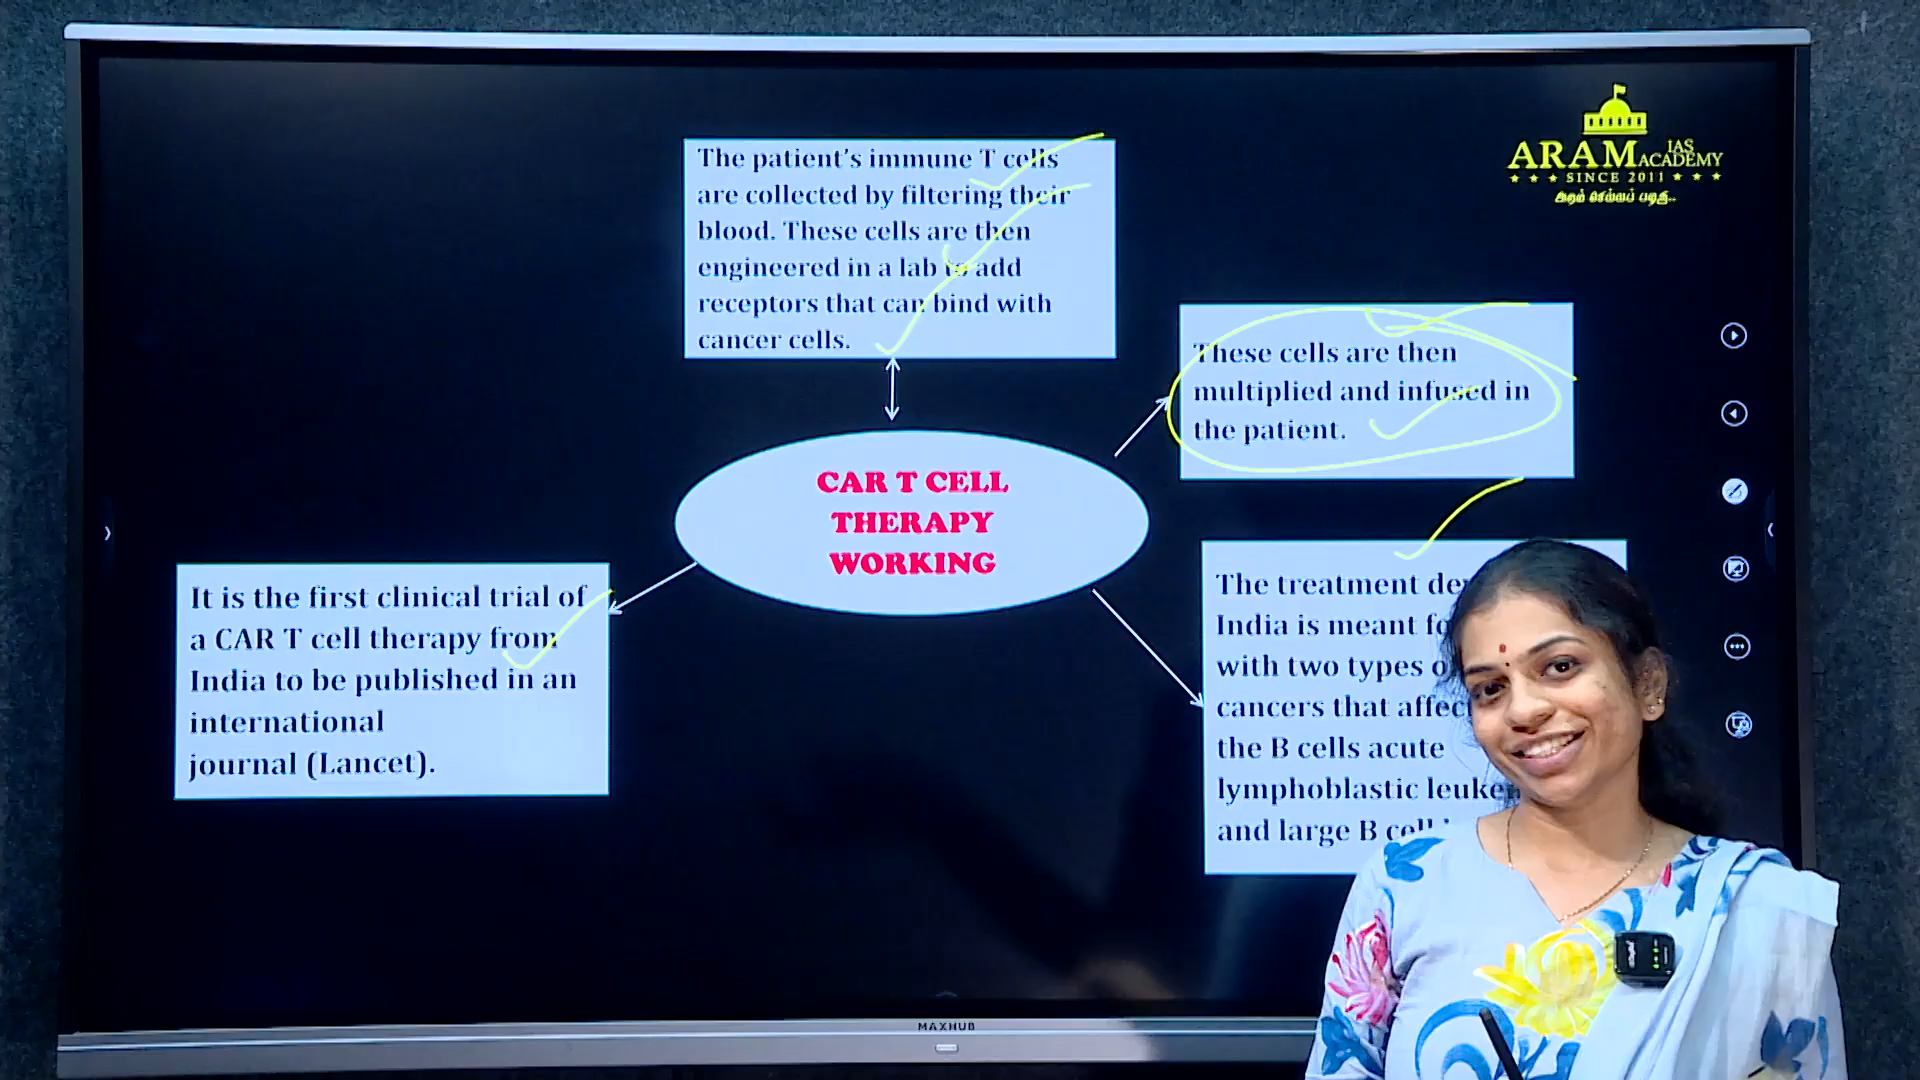 ARAM IAS ACADEMY
SINCE 2011
அறம் செய்யப் பழகு..
The patient's immune T cells
are collected by filtering their
blood. These cells are then
engineered in a lab to add
receptors that can bind with
cancer cells.
These cells are then
multiplied and infused in
the patient.
CAR T CELL
THERAPY
WORKING
It is the first clinical trial of
a CAR T cell therapy from
India to be published in an
international
journal (Lancet).
The treatment
India is meant
with two types
cancers that
the B cells acute
lymphoblastic
and large B cell
MAXHUB